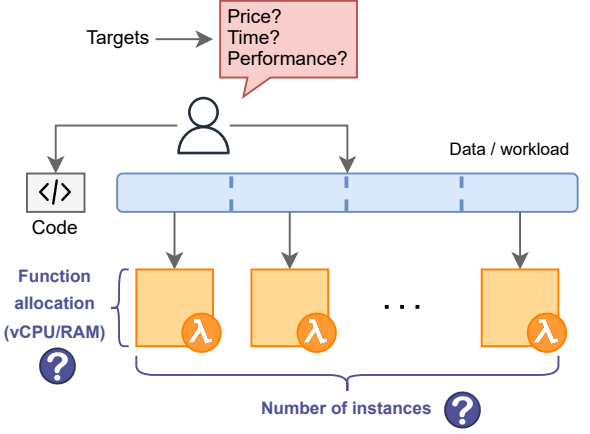 Price?
Targets
Time?
Performance?
Data / workload
</>
Code
Function
allocation
(vCPU/RAM)
?
λ
λ
. . .
λ
Number of instances
?